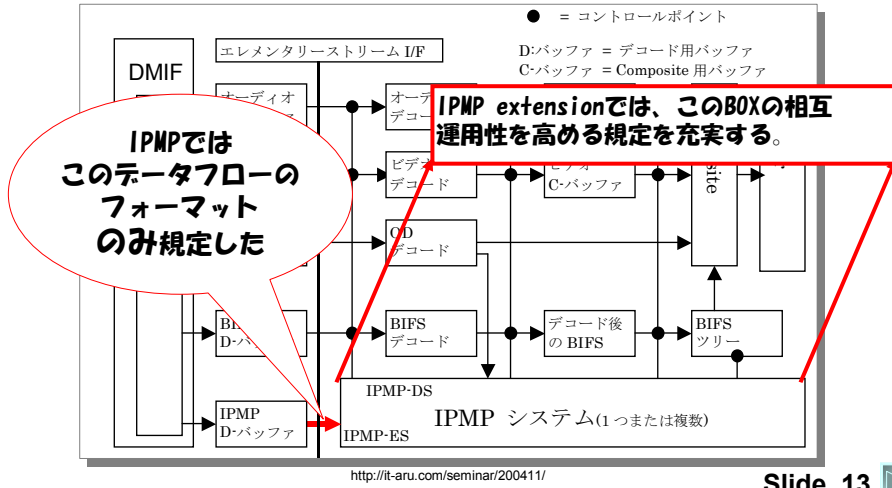 ● = コントロールポイント
D:バッファ = デコード用バッファ
C-バッファ = Composite 用バッファ
エレメンタリーストリーム I/F
DMIF
オーディオ
IPMP extensionでは、このBOXの相互
運用性を高める規定を充実する。
IPMPでは
このデータフローの
フォーマット
のみ規定した
ビデオ
デコード
C-バッファ
デコード
BIFS
デコード
デコード後
の BIFS
BIFS
ツリー
IPMP
D-バッファ
IPMP-DS
IPMP システム(1 つまたは複数)
IPMP-ES
http://it-aru.com/seminar/200411/
Slide 13